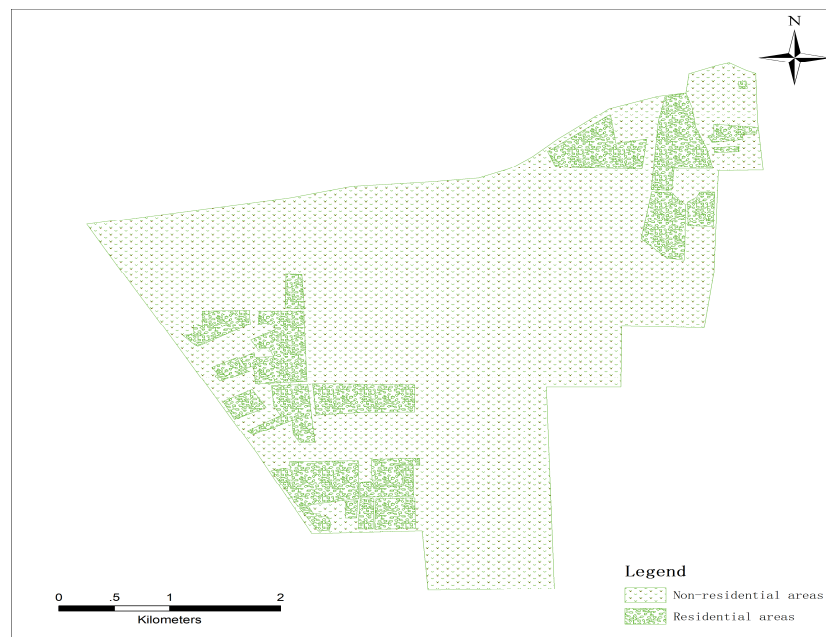 N
Legend
Non-residential areas
Residential areas
0 .5 1 2
Kilometers